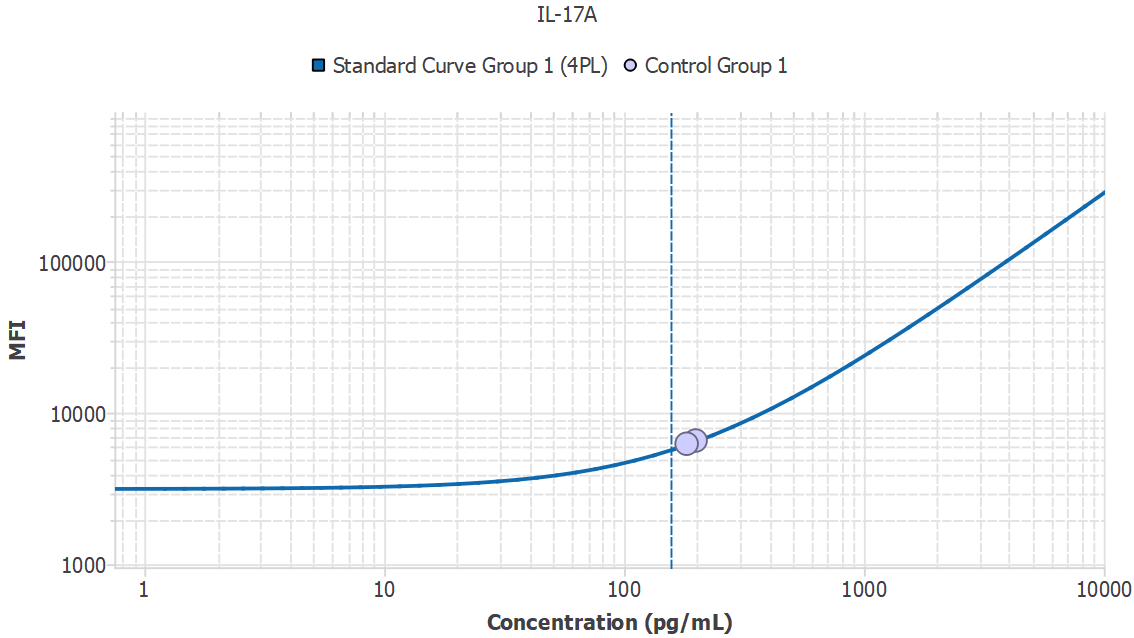 IL-17A
Standard Curve Group 1 (4PL) Control Group 1
100000
10000
1000
MFI
1 10 100 1000 10000
Concentration (pg/mL)